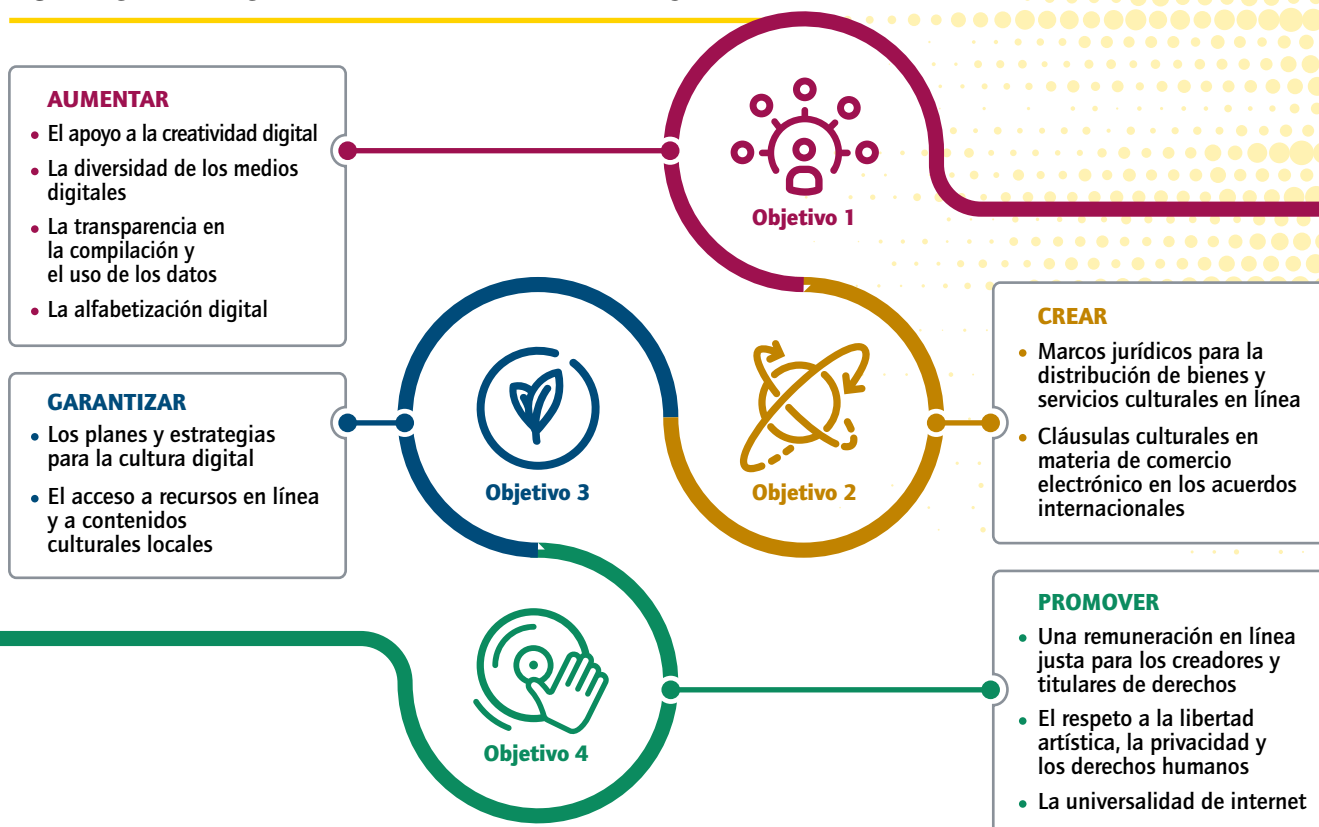 AUMENTAR
• El apoyo a la creatividad digital
• La diversidad de los medios
digitales
• La transparencia en
la compilación y
el uso de los datos
• La alfabetización digital
Objetivo 1
CREAR
• Marcos jurídicos para la
distribución de bienes y
servicios culturales en línea
• Cláusulas culturales en
materia de comercio
electrónico en los acuerdos
internacionales
Objetivo 2
GARANTIZAR
• Los planes y estrategias
para la cultura digital
• El acceso a recursos en línea
y a contenidos
culturales locales
Objetivo 3
PROMOVER
• Una remuneración en línea
justa para los creadores y
titulares de derechos
• El respeto a la libertad
artística, la privacidad y
los derechos humanos
• La universalidad de internet
Objetivo 4